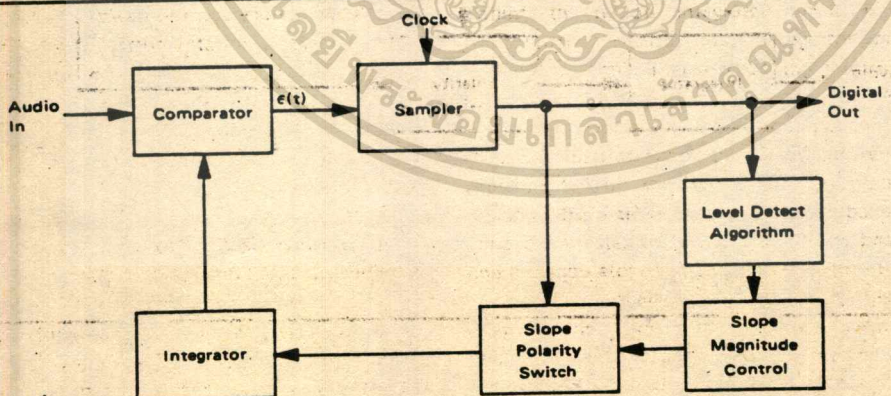 Clock
Audio
In
Comparator
ε(t)
Sampler
Digital
Out
Level Detect
Algorithm
Integrator
Slope
Polarity
Switch
Slope
Magnitude
Control